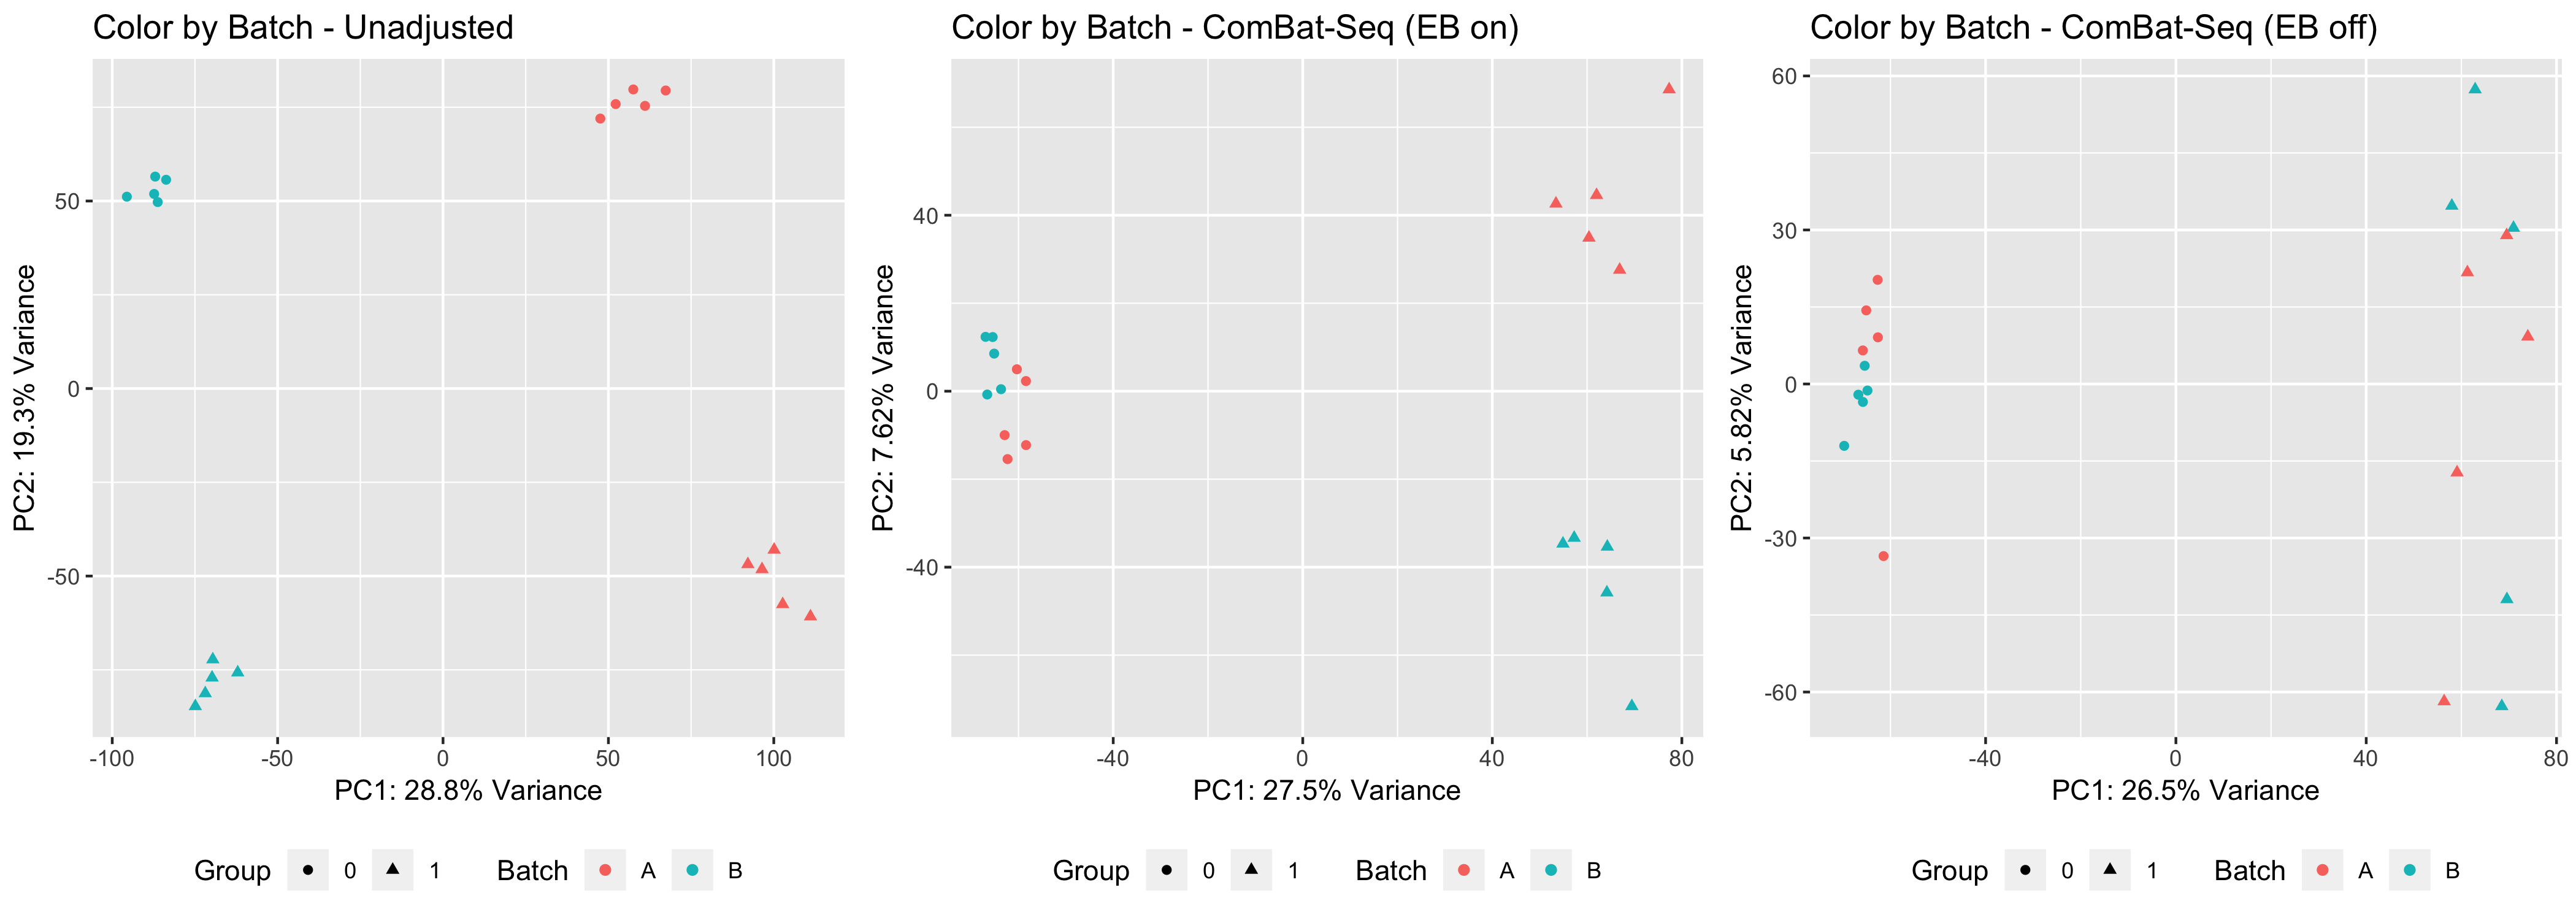 Color by Batch - Unadjusted
PC2: 19.3% Variance
50
0
-50
-100
-50
0
50
100
PC1: 28.8% Variance
Group 0 1 Batch A B
Color by Batch - ComBat-Seq (EB on)
PC2: 7.62% Variance
40
0
-40
-40
0
40
80
PC1: 27.5% Variance
Group 0 1 Batch A B
Color by Batch - ComBat-Seq (EB off)
PC2: 5.82% Variance
60
30
0
-30
-60
-40
0
40
80
PC1: 26.5% Variance
Group 0 1 Batch A B